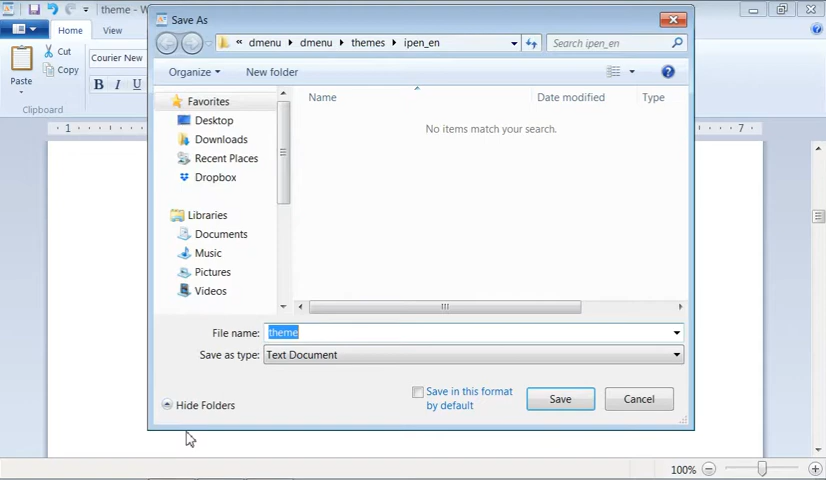 theme - W
Save As
Home
View
Cut
Copy
Paste
Clipboard
Courier New
B I U
« dmenu dmenu themes ipen_en
Search ipen_en
Organize
New folder
Name
Date modified
Type
No items match your search.
Favorites
Desktop
Downloads
Recent Places
Dropbox
Libraries
Documents
Music
Pictures
Videos
File name: theme
Save as type: Text Document
Hide Folders
Save in this format
by default
Save
Cancel
1
7
100%